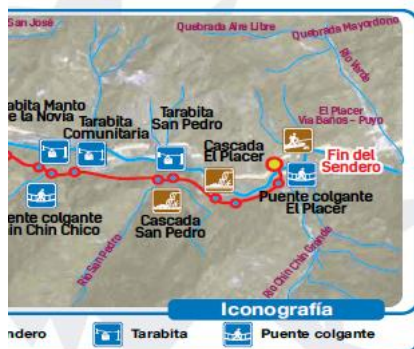 San José
Quebrada Aire Libre
Quebrada Mayordomo
Río Verde
El Placer
Via Baños - Puyo
abita Manto
e la Novia
Tarabita
Comunitaria
Tarabita
San Pedro
Cascada
El Placer
Fin del
Sendero
Puente colgante
El Placer
ente colgante
in Chin Chico
Cascada
San Pedro
Río San Pedro
Río Chin Chin Grande
Iconografía
ndero
Tarabita
Puente colgante